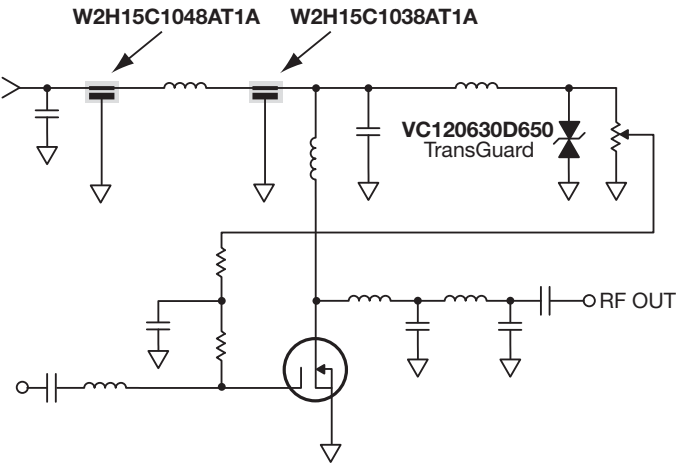 W2H15C1048AT1A
W2H15C1038AT1A
VC120630D650
TransGuard
RF OUT